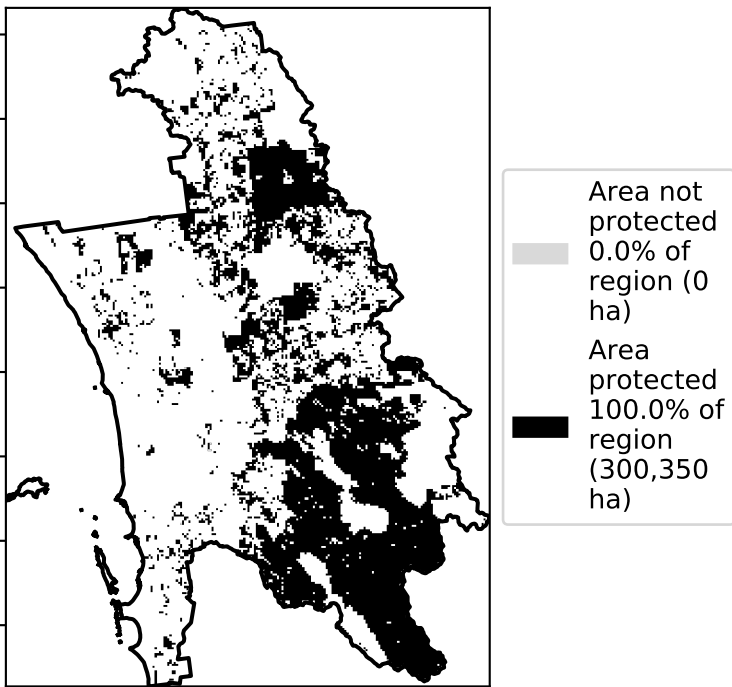 Area not
protected
0.0% of
region (0
ha)
Area
protected
100.0% of
region
(300,350
ha)